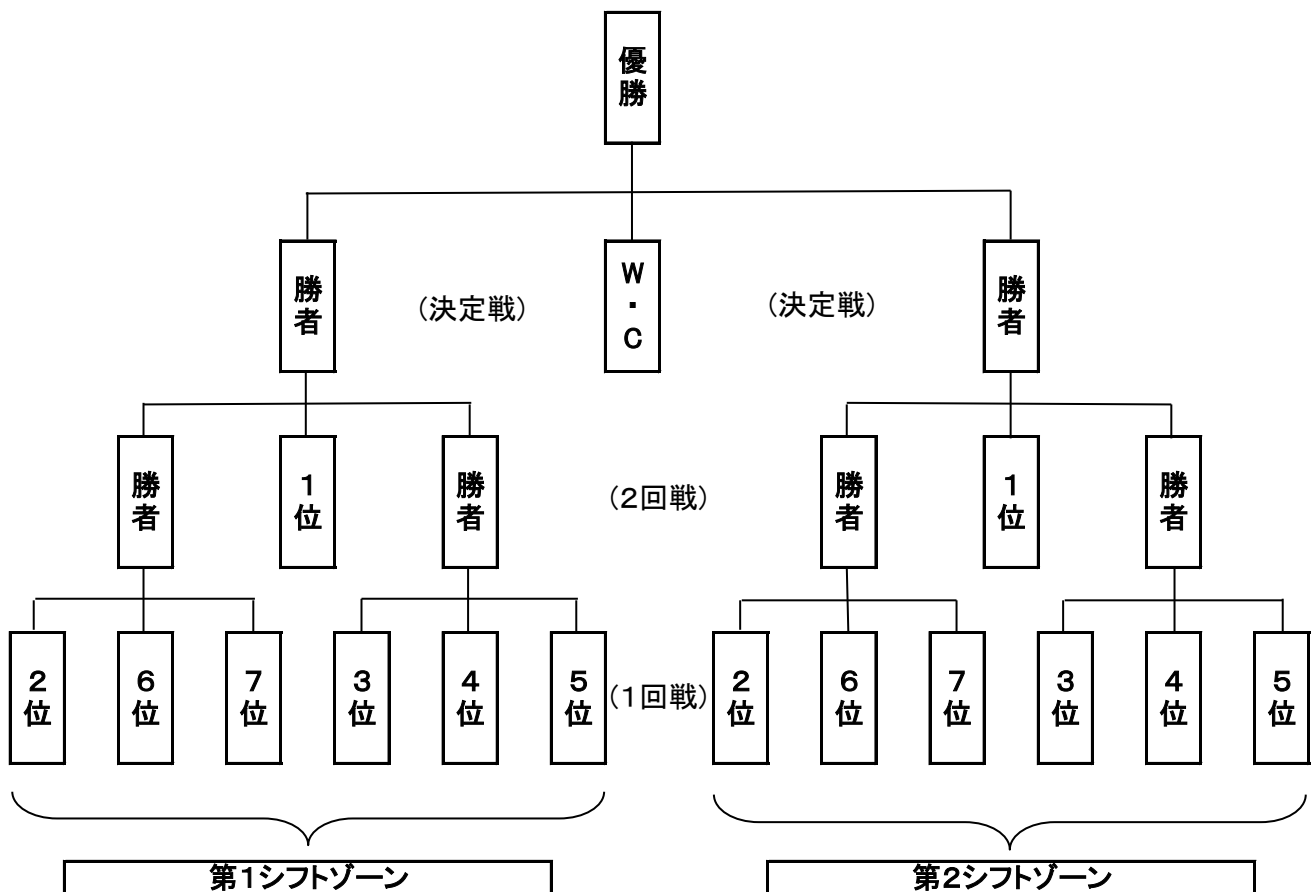 優勝
勝者
(決定戦)
W・C
(決定戦)
勝者
勝者
1位
勝者
(2回戦)
勝者
1位
勝者
2位
6位
7位
3位
4位
5位
(1回戦)
2位
6位
7位
3位
4位
5位
第1シフトゾーン
第2シフトゾーン